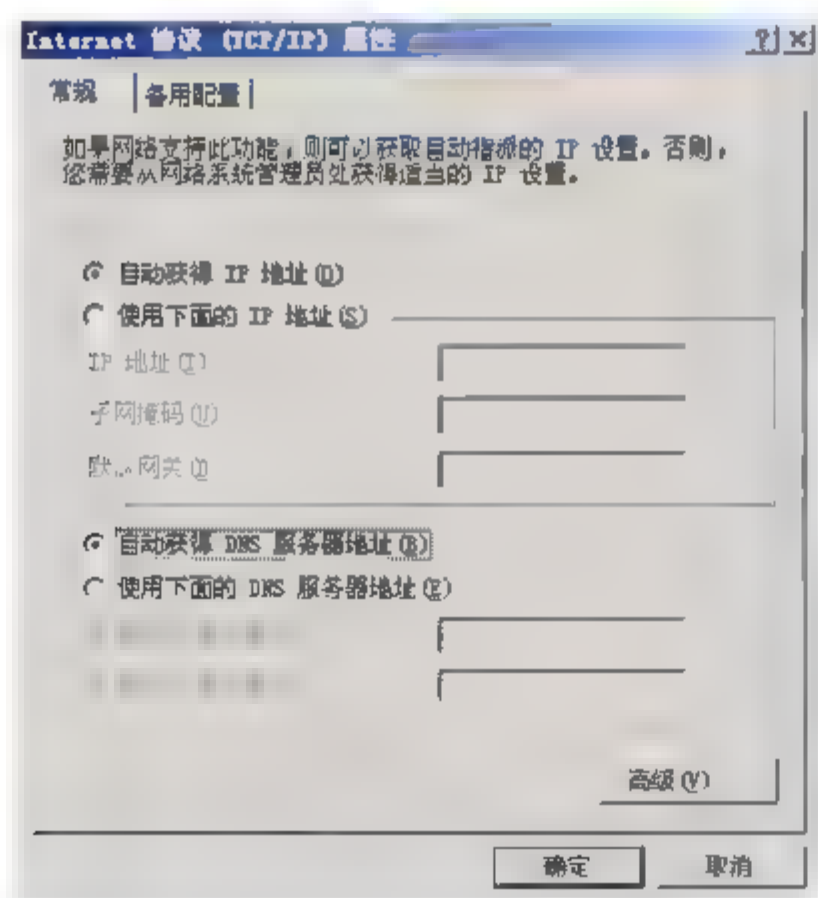 Internet 协议 (TCP/IP) 属性
常规 备用配置
如果网络支持此功能，则可以获取自动指派的 IP 设置。否则，
您需要从网络系统管理员处获得适当的 IP 设置。
自动获得 IP 地址(O)
使用下面的 IP 地址(S)
IP 地址(I)
子网掩码(U)
默认网关
自动获得 DNS 服务器地址(B)
使用下面的 DNS 服务器地址(E)
高级(V)
确定 取消